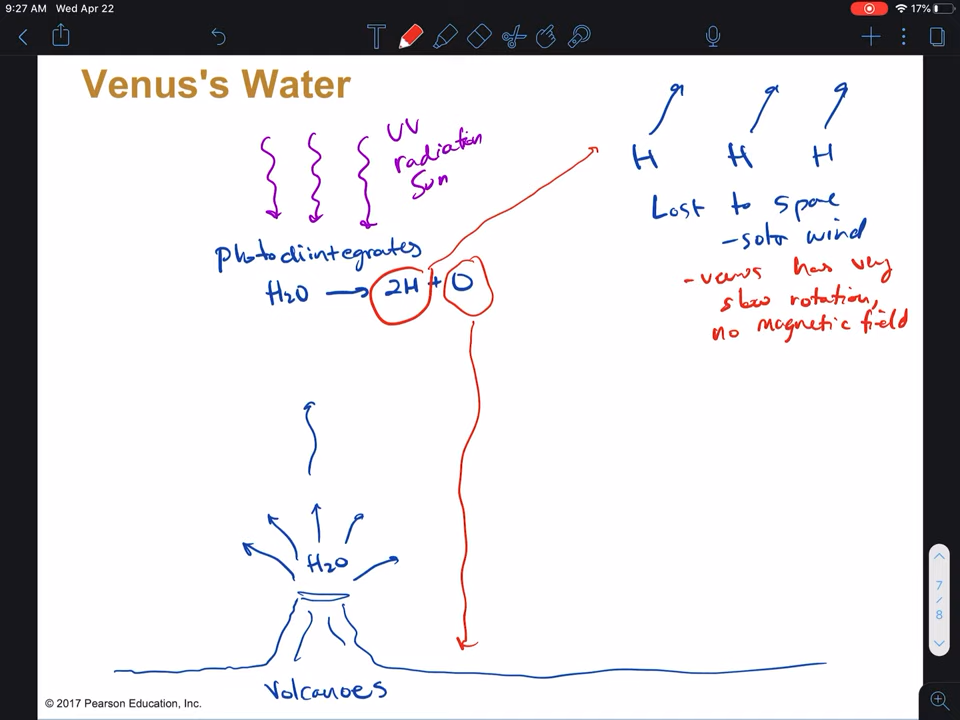 9:27 AM Wed Apr 22
17%
Venus's Water
UV
radiation
Sun
H H H
Lost to space
-solar wind
-venus has very
slow rotation,
no magnetic field
photodiintegrates
H2O → 2H + O
H2O
Volcanoes
7
/
8
© 2017 Pearson Education, Inc.